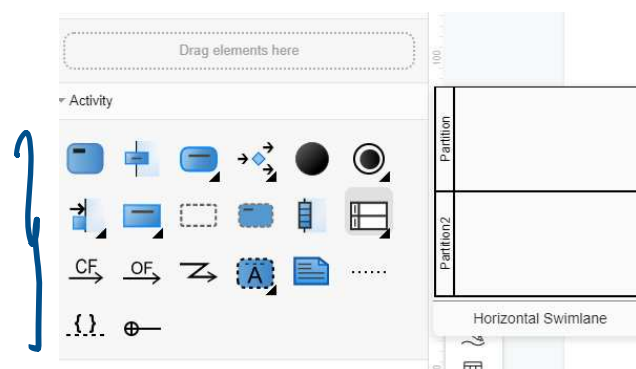 Drag elements here
Activity
CF
OF
A
{ }
100
Partition
Partition2
Horizontal Swimlane